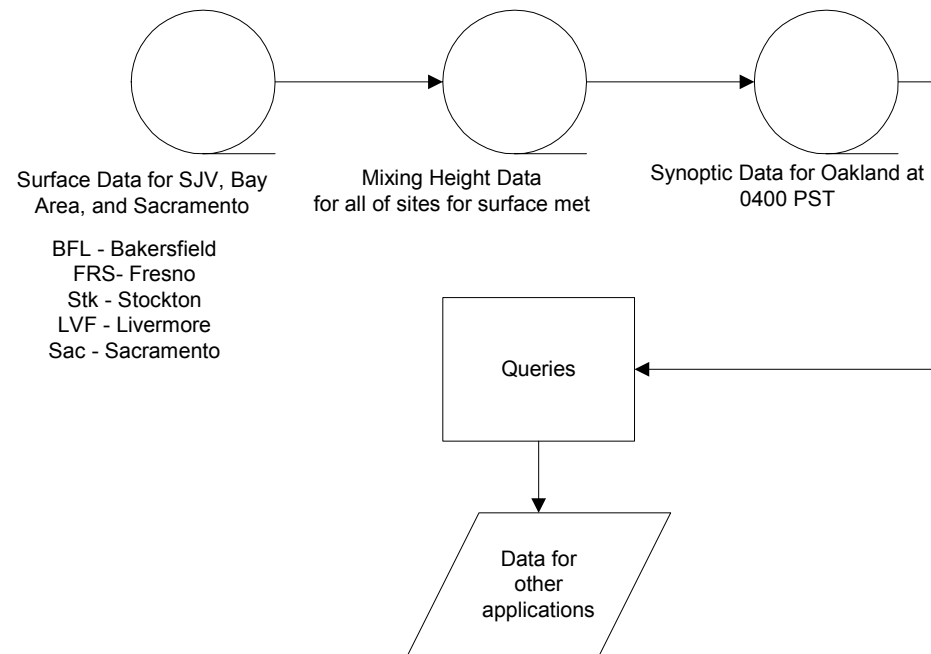 Surface Data for SJV, Bay
Area, and Sacramento
BFL - Bakersfield
FRS- Fresno
Stk - Stockton
LVF - Livermore
Sac - Sacramento
Mixing Height Data
for all of sites for surface met
Synoptic Data for Oakland at
0400 PST
Queries
Data for
other
applications